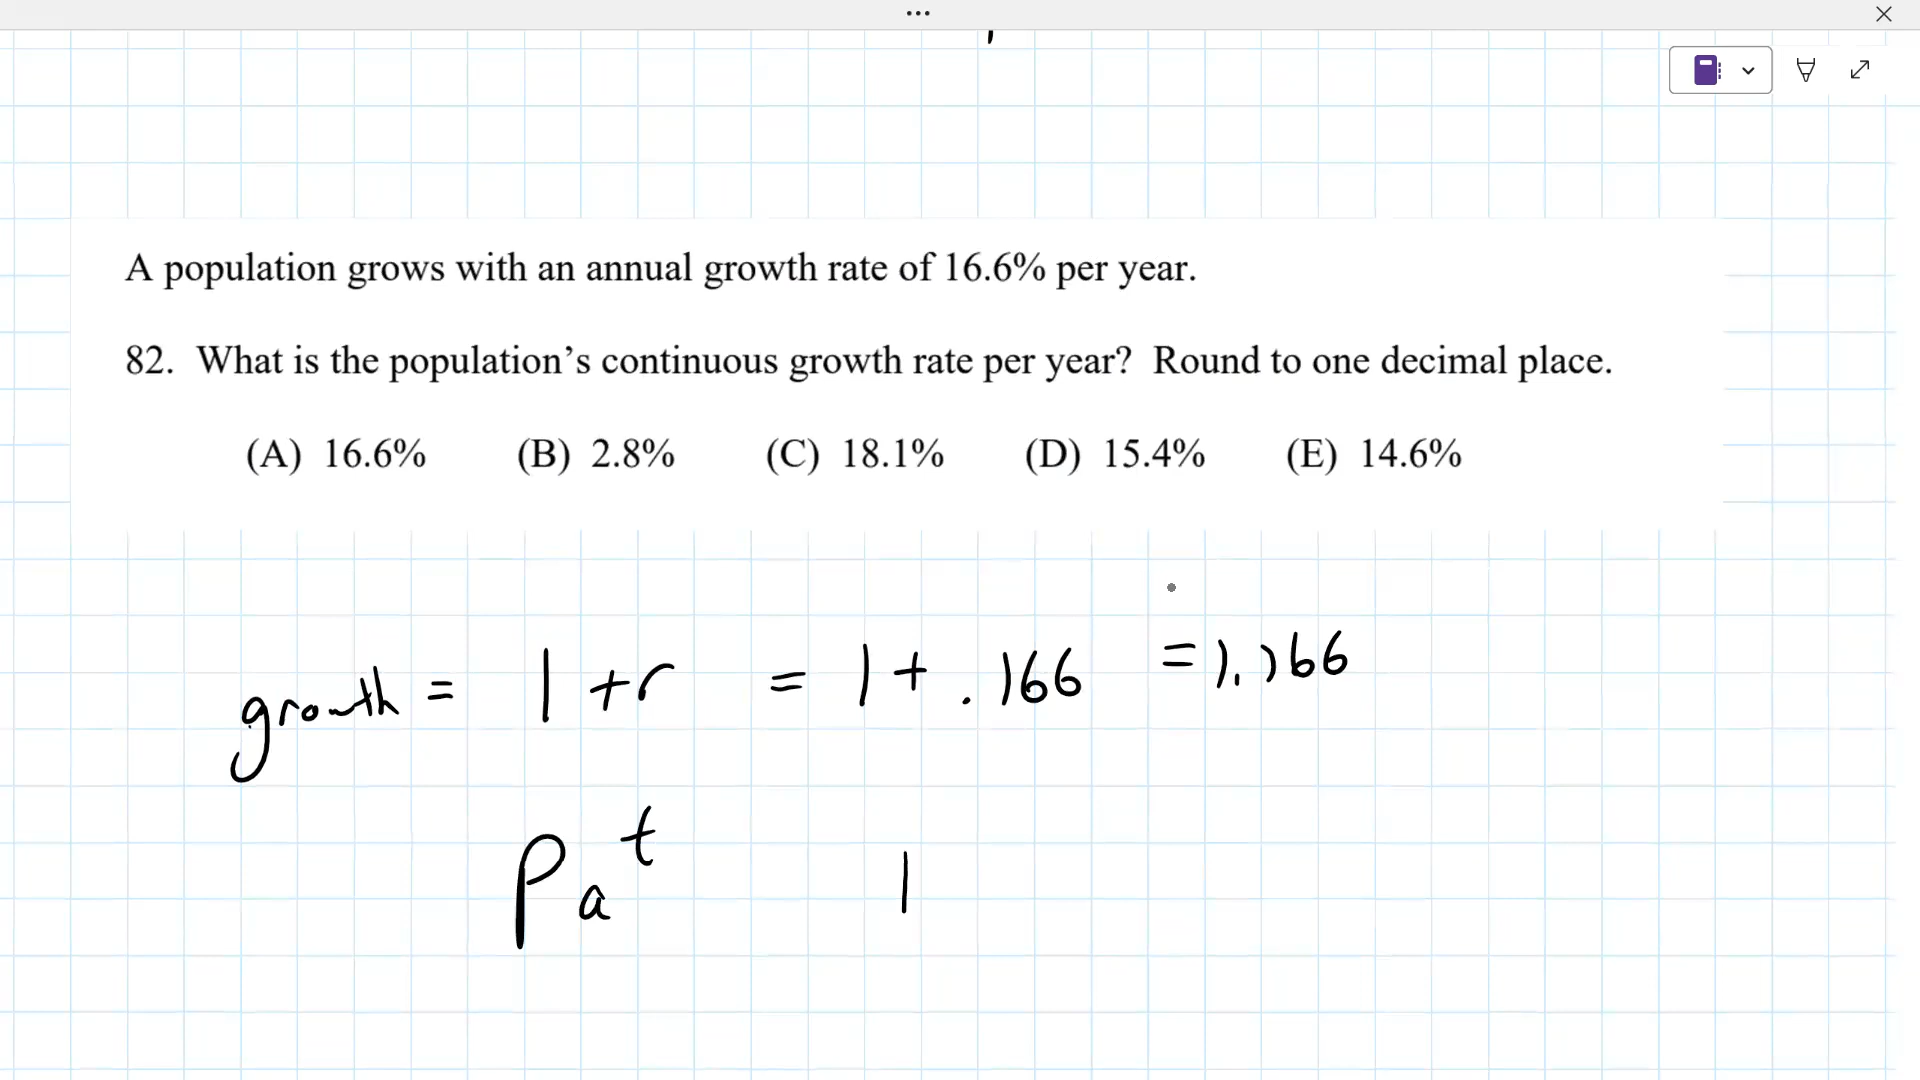 A population grows with an annual growth rate of 16.6% per year.
82. What is the population’s continuous growth rate per year? Round to one decimal place.
(A) 16.6% (B) 2.8% (C) 18.1% (D) 15.4% (E) 14.6%
growth = 1 + r = 1 + .166 = 1.166
Pa^t 1